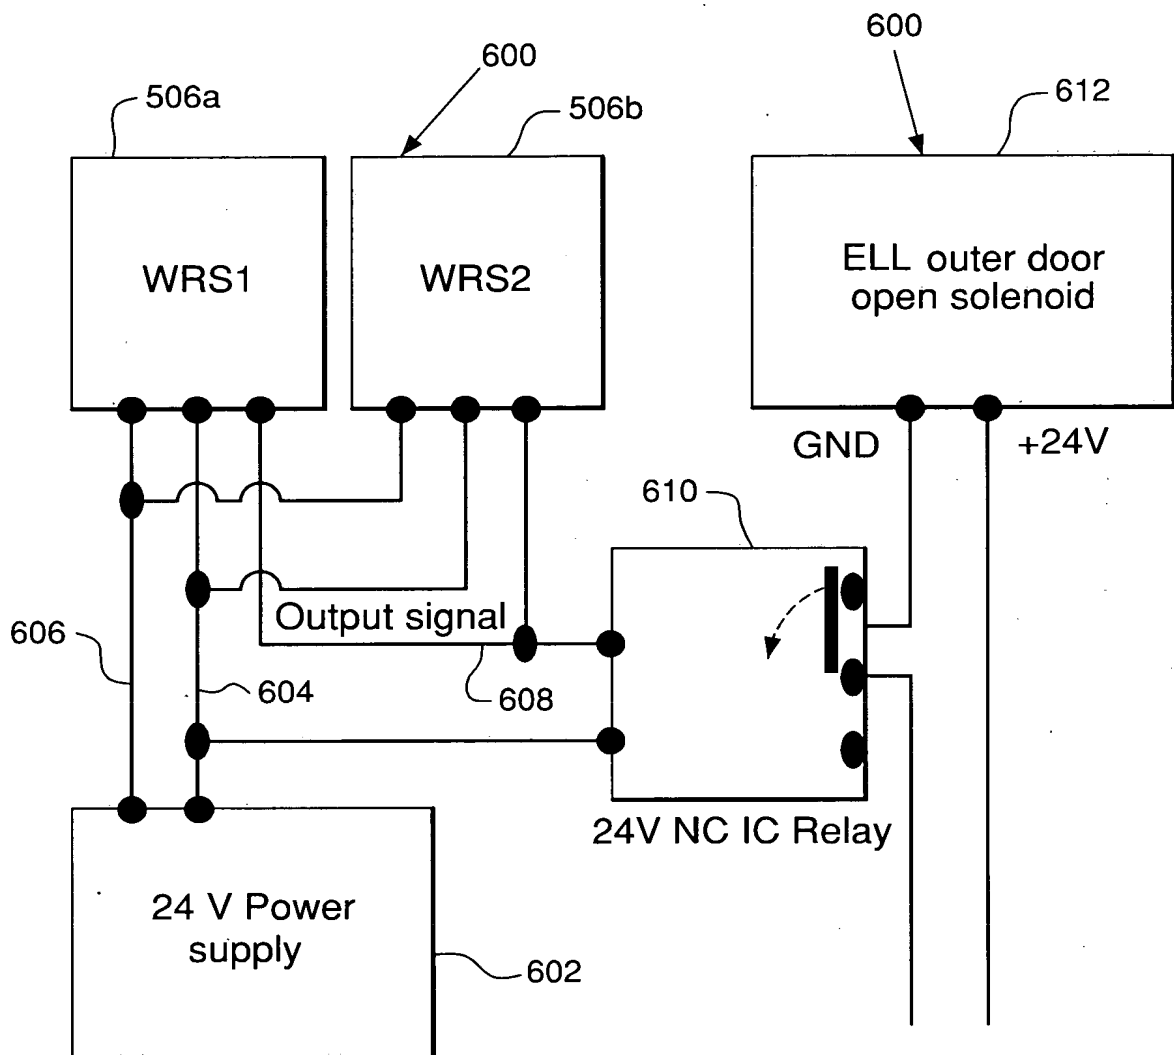 600
600
506a
506b
612
WRS1
WRS2
ELL outer door
open solenoid
GND
+24V
610
Output signal
606
604
608
24V NC IC Relay
24 V Power
supply
602